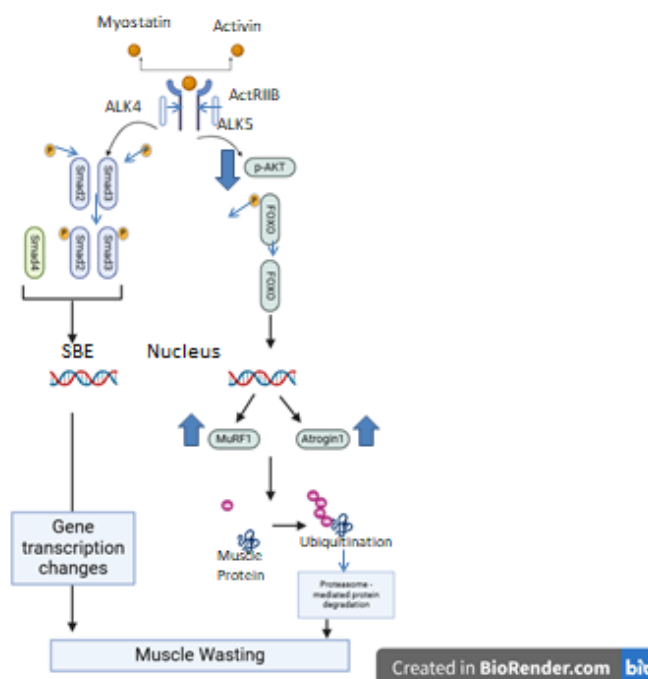 Myostatin
Activin
ActRIIB
ALK4
ALK5
P
P
Smad2
Smad3
p-AKT
P
FOXO
Smad4
P
Smad2
Smad3
P
FOXO
SBE
Nucleus
MuRF1
Atrogin1
Gene
transcription
changes
Muscle
Protein
Ubiquitination
Proteasome -
mediated protein
degradation
Muscle Wasting
Created in BioRender.com
bio